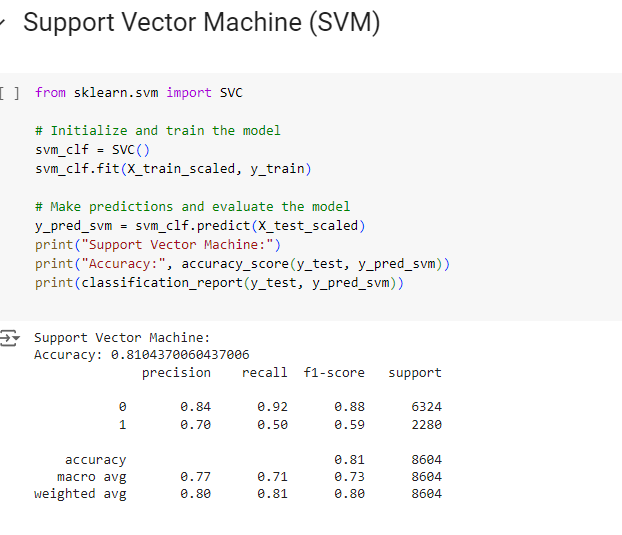 Support Vector Machine (SVM)
[ ] from sklearn.svm import SVC
# Initialize and train the model
svm_clf = SVC()
svm_clf.fit(X_train_scaled, y_train)
# Make predictions and evaluate the model
y_pred_svm = svm_clf.predict(X_test_scaled)
print("Support Vector Machine:")
print("Accuracy:", accuracy_score(y_test, y_pred_svm))
print(classification_report(y_test, y_pred_svm))
Support Vector Machine:
Accuracy: 0.8104370060437006
precision recall f1-score support
0 0.84 0.92 0.88 6324
1 0.70 0.50 0.59 2280
accuracy 0.81 8604
macro avg 0.77 0.71 0.73 8604
weighted avg 0.80 0.81 0.80 8604